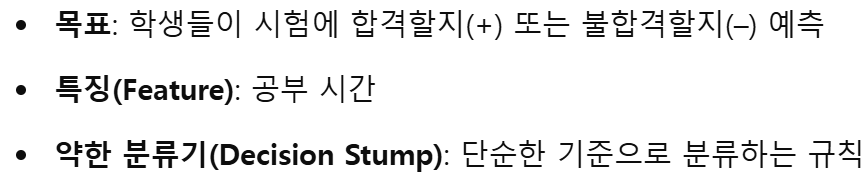 • 목표: 학생들이 시험에 합격할지(+) 또는 불합격할지(–) 예측
• 특징(Feature): 공부 시간
• 약한 분류기(Decision Stump): 단순한 기준으로 분류하는 규칙